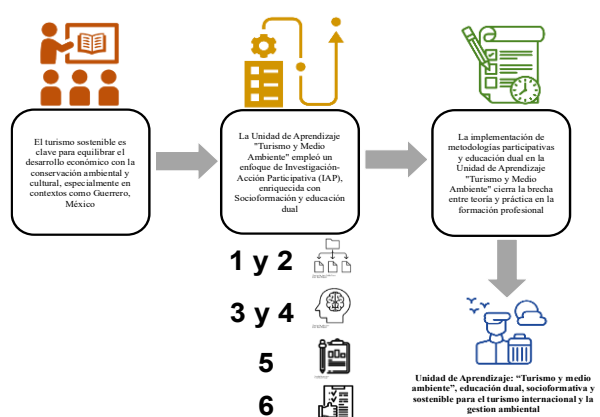 El turismo sostenible es
clave para equilibrar el
desarrollo económico con la
conservación ambiental y
cultural, especialmente en
contextos como Guerrero,
México
La Unidad de Aprendizaje
"Turismo y Medio
Ambiente" empleó un
enfoque de Investigación-
Acción Participativa (IAP),
enriquecida con
Socioformación y educación
dual
La implementación de
metodologías participativas
y educación dual en la
Unidad de Aprendizaje
"Turismo y Medio
Ambiente" cierra la brecha
entre teoría y práctica en la
formación profesional
1 y 2
3 y 4
5
6
Unidad de Aprendizaje: “Turismo y medio
ambiente”, educación dual, socioformativa y
sostenible para el turismo internacional y la
gestion ambiental